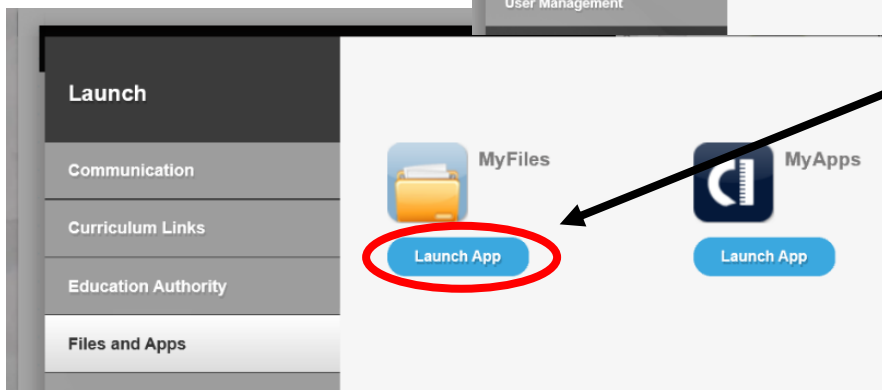 User Management
Launch
Communication
Curriculum Links
Education Authority
Files and Apps
MyFiles
Launch App
MyApps
Launch App